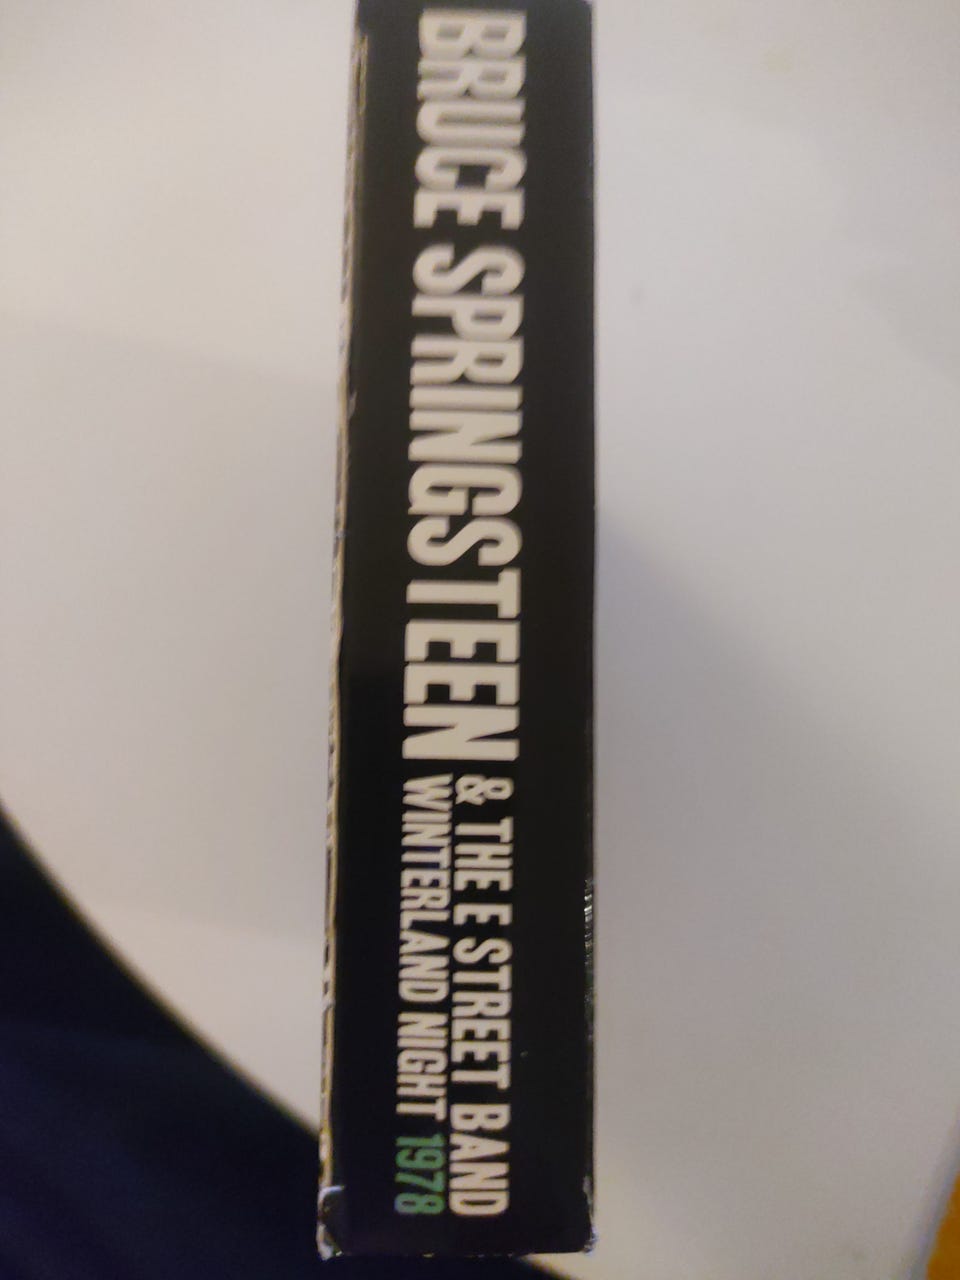 BRUCE SPRINGSTEEN
& THE E STREET BAND
WINTERLAND NIGHT 1978